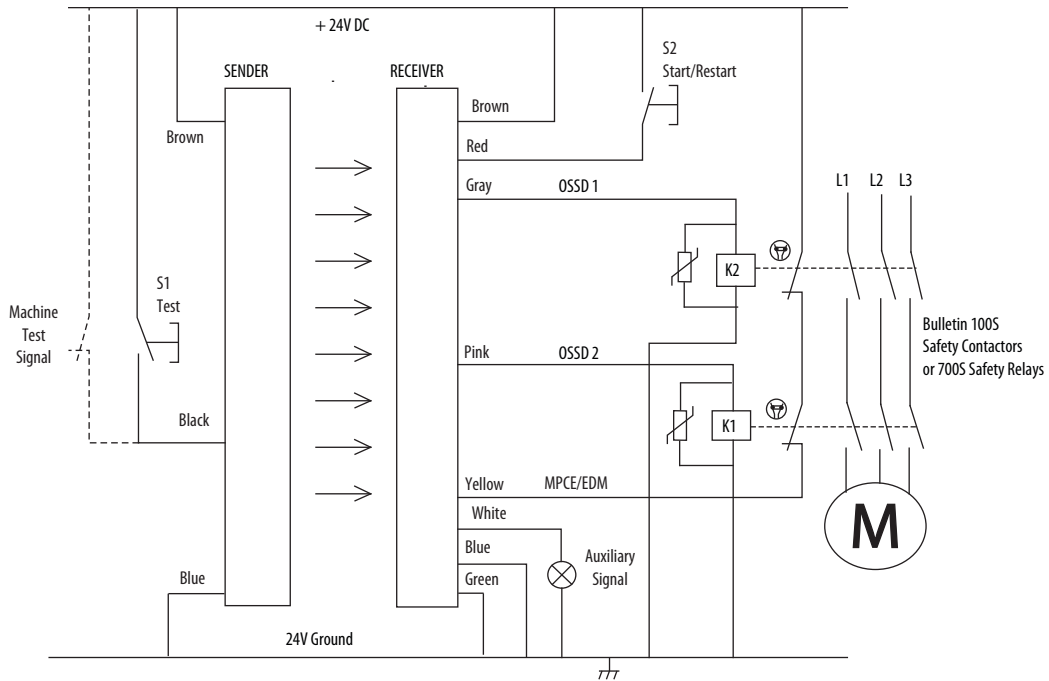 + 24V DC
S2
Start/Restart
SENDER
RECEIVER
Brown
Brown
Red
Gray
OSSD 1
L1
L2
L3
K2
S1
Test
Machine
Test
Signal
Bulletin 100S
Safety Contactors
or 700S Safety Relays
Pink
OSSD 2
K1
Black
Yellow
MPCE/EDM
White
M
Blue
Auxiliary
Signal
Green
Blue
24V Ground